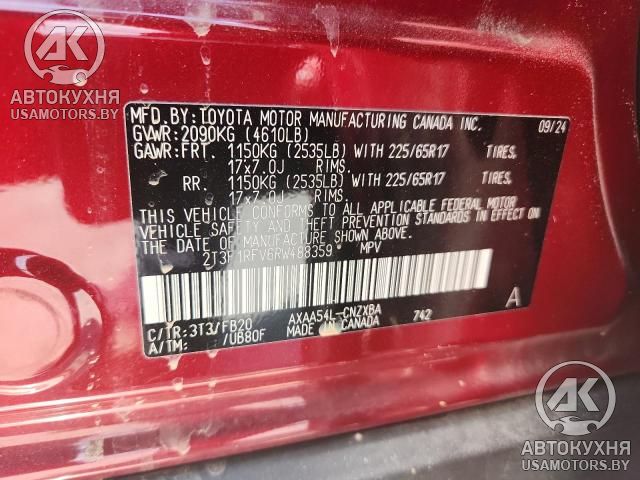 АК
АВТОКУХНЯ
USAMOTORS.BY
MFD.BY:TOYOTA MOTOR MANUFACTURING CANADA INC. 09/24
GVWR:2090KG (4610LB)
GAWR:FRT. 1150KG (2535LB) WITH 225/65R17 TIRES,
17x7.0J RIMS.
RR. 1150KG (2535LB) WITH 225/65R17 TIRES,
17x7.0J RIMS.
THIS VEHICLE CONFORMS TO ALL APPLICABLE FEDERAL MOTOR
VEHICLE SAFETY AND THEFT PREVENTION STANDARDS IN EFFECT ON
THE DATE OF MANUFACTURE SHOWN ABOVE.
2T3P1RFV6RW488359 MPV
A
C/TR:3T3/FB20 AXAA54L-CNZXBA 742
A/TM: /UB80F MADE IN CANADA
АК
АВТОКУХНЯ
USAMOTORS.BY